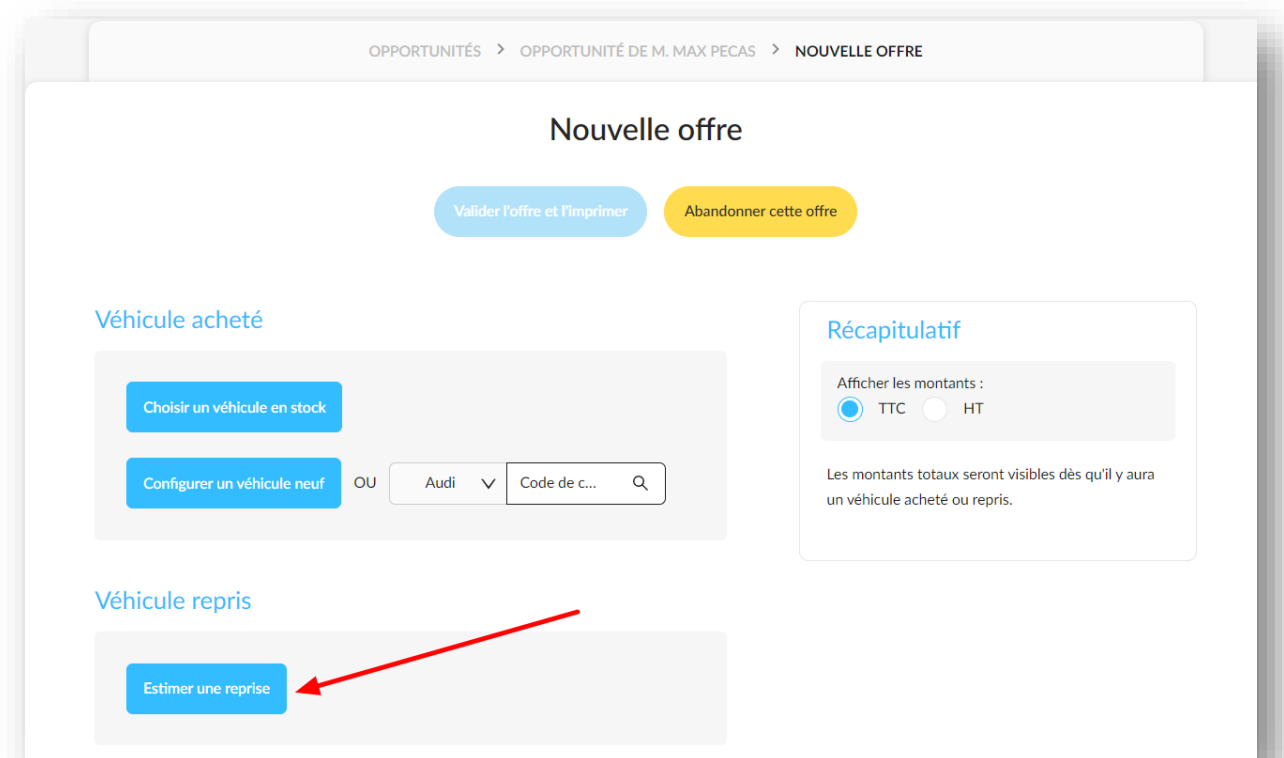 OPPORTUNITÉS > OPPORTUNITÉ DE M. MAX PECAS > NOUVELLE OFFRE
Nouvelle offre
Valider l'offre et l'imprimer
Abandonner cette offre
Véhicule acheté
Choisir un véhicule en stock
Configurer un véhicule neuf OU Audi Code de c...
Récapitulatif
Afficher les montants :
TTC HT
Les montants totaux seront visibles dès qu'il y aura
un véhicule acheté ou repris.
Véhicule repris
Estimer une reprise